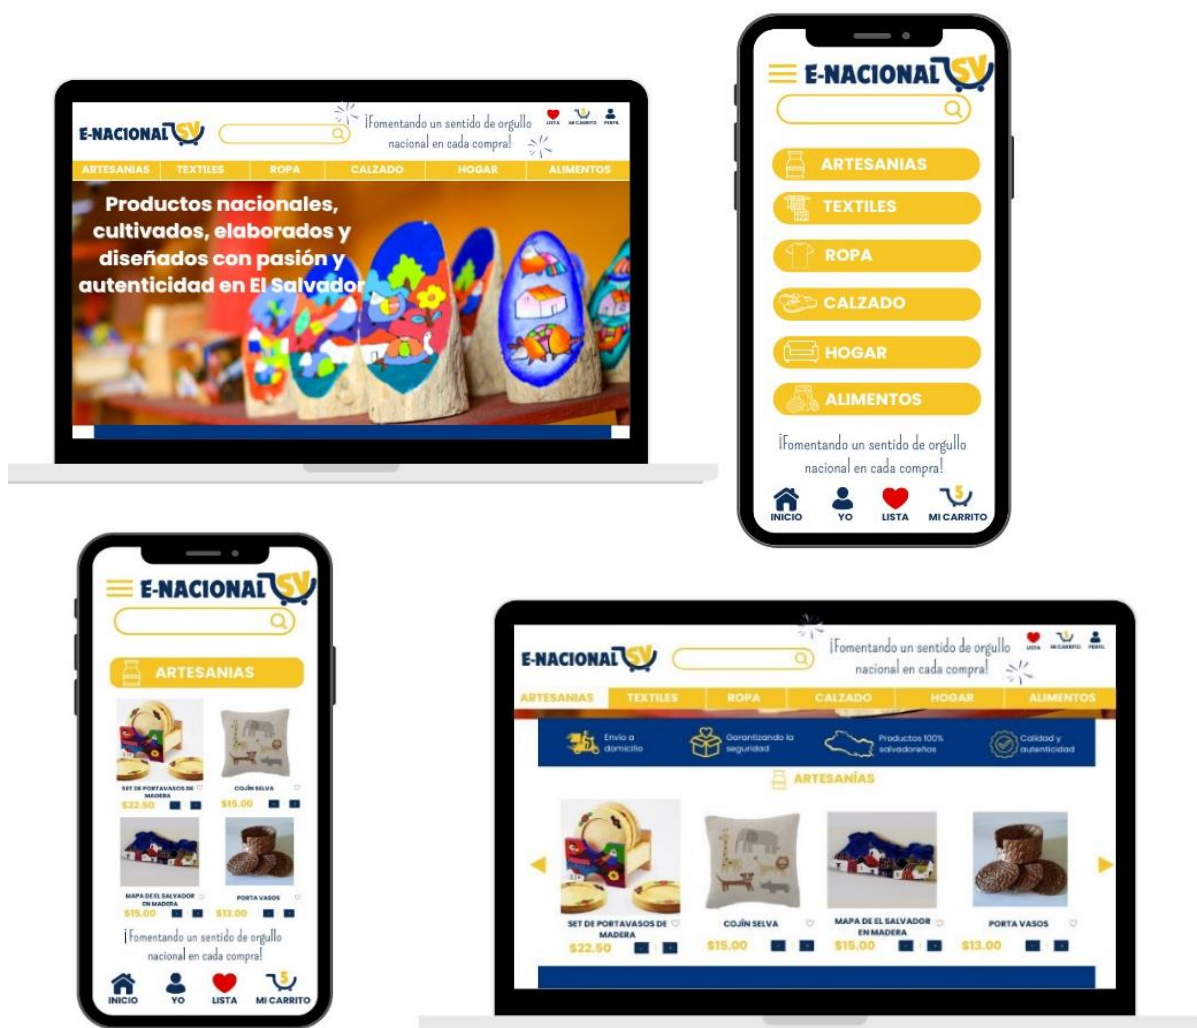 E-NACIONAL SV
¡Fomentando un sentido de orgullo
nacional en cada compra!
LISTA
MI CARRITO
PERFIL
ARTESANIAS
TEXTILES
ROPA
CALZADO
HOGAR
ALIMENTOS
Productos nacionales,
cultivados, elaborados y
diseñados con pasión y
autenticidad en El Salvador
E-NACIONAL SV
ARTESANIAS
TEXTILES
ROPA
CALZADO
HOGAR
ALIMENTOS
¡Fomentando un sentido de orgullo
nacional en cada compra!
5
INICIO
YO
LISTA
MI CARRITO
E-NACIONAL SV
ARTESANIAS
SET DE PORTAVASOS DE
MADERA
$22.50
COJÍN SELVA
$15.00
MAPA DE EL SALVADOR
EN MADERA
$15.00
PORTA VASOS
$13.00
¡Fomentando un sentido de orgullo
nacional en cada compra!
5
INICIO
YO
LISTA
MI CARRITO
E-NACIONAL SV
¡Fomentando un sentido de orgullo
nacional en cada compra!
LISTA
MI CARRITO
PERFIL
ARTESANIAS
TEXTILES
ROPA
CALZADO
HOGAR
ALIMENTOS
Envío a
domicilio
Garantizando la
seguridad
Productos 100%
salvadoreños
Calidad y
autenticidad
ARTESANÍAS
SET DE PORTAVASOS DE
MADERA
$22.50
COJÍN SELVA
$15.00
MAPA DE EL SALVADOR
EN MADERA
$15.00
PORTA VASOS
$13.00